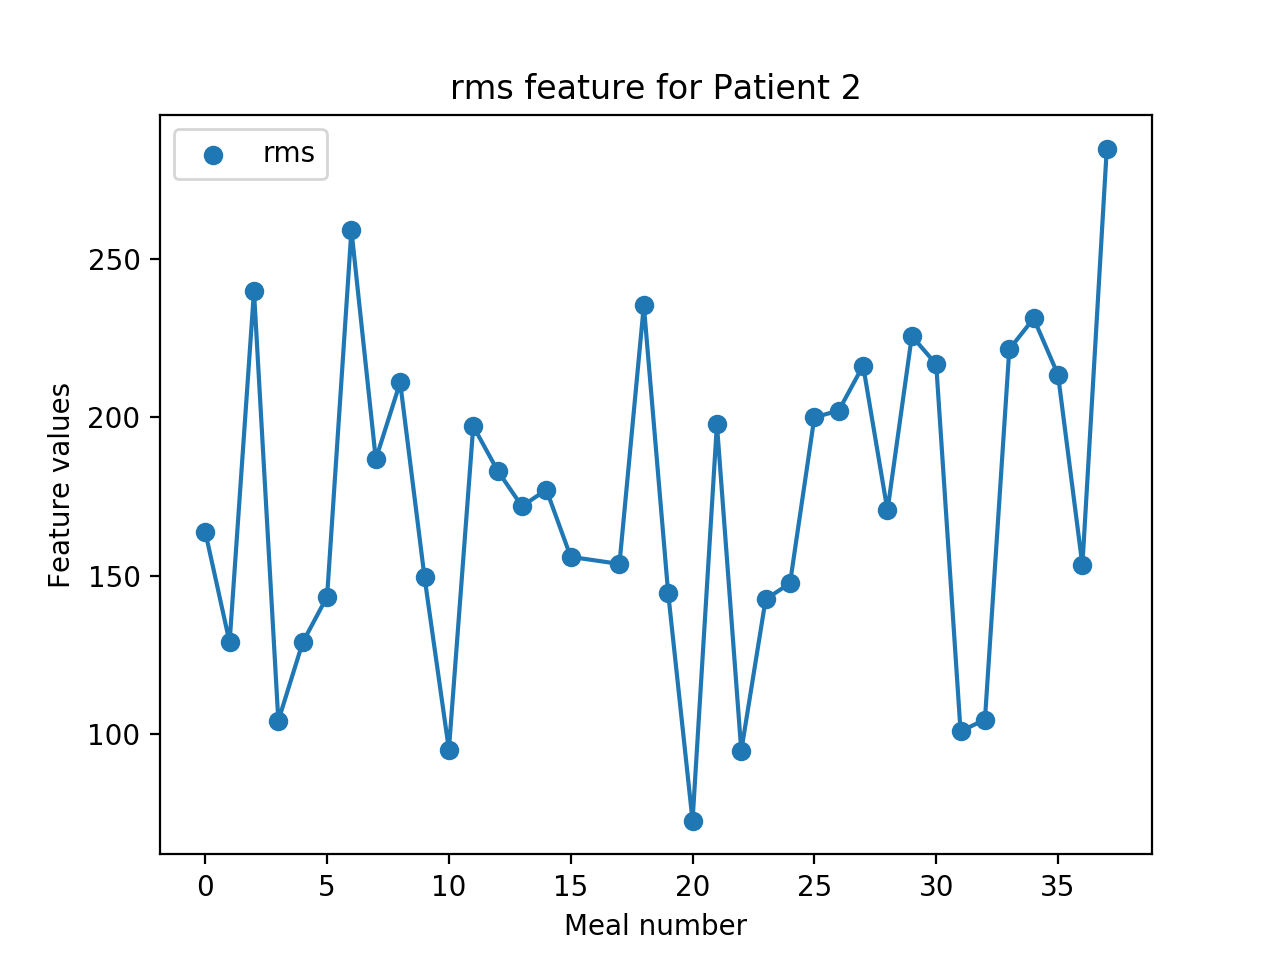 rms feature for Patient 2
rms
250
200
150
100
Feature values
0 5 10 15 20 25 30 35
Meal number